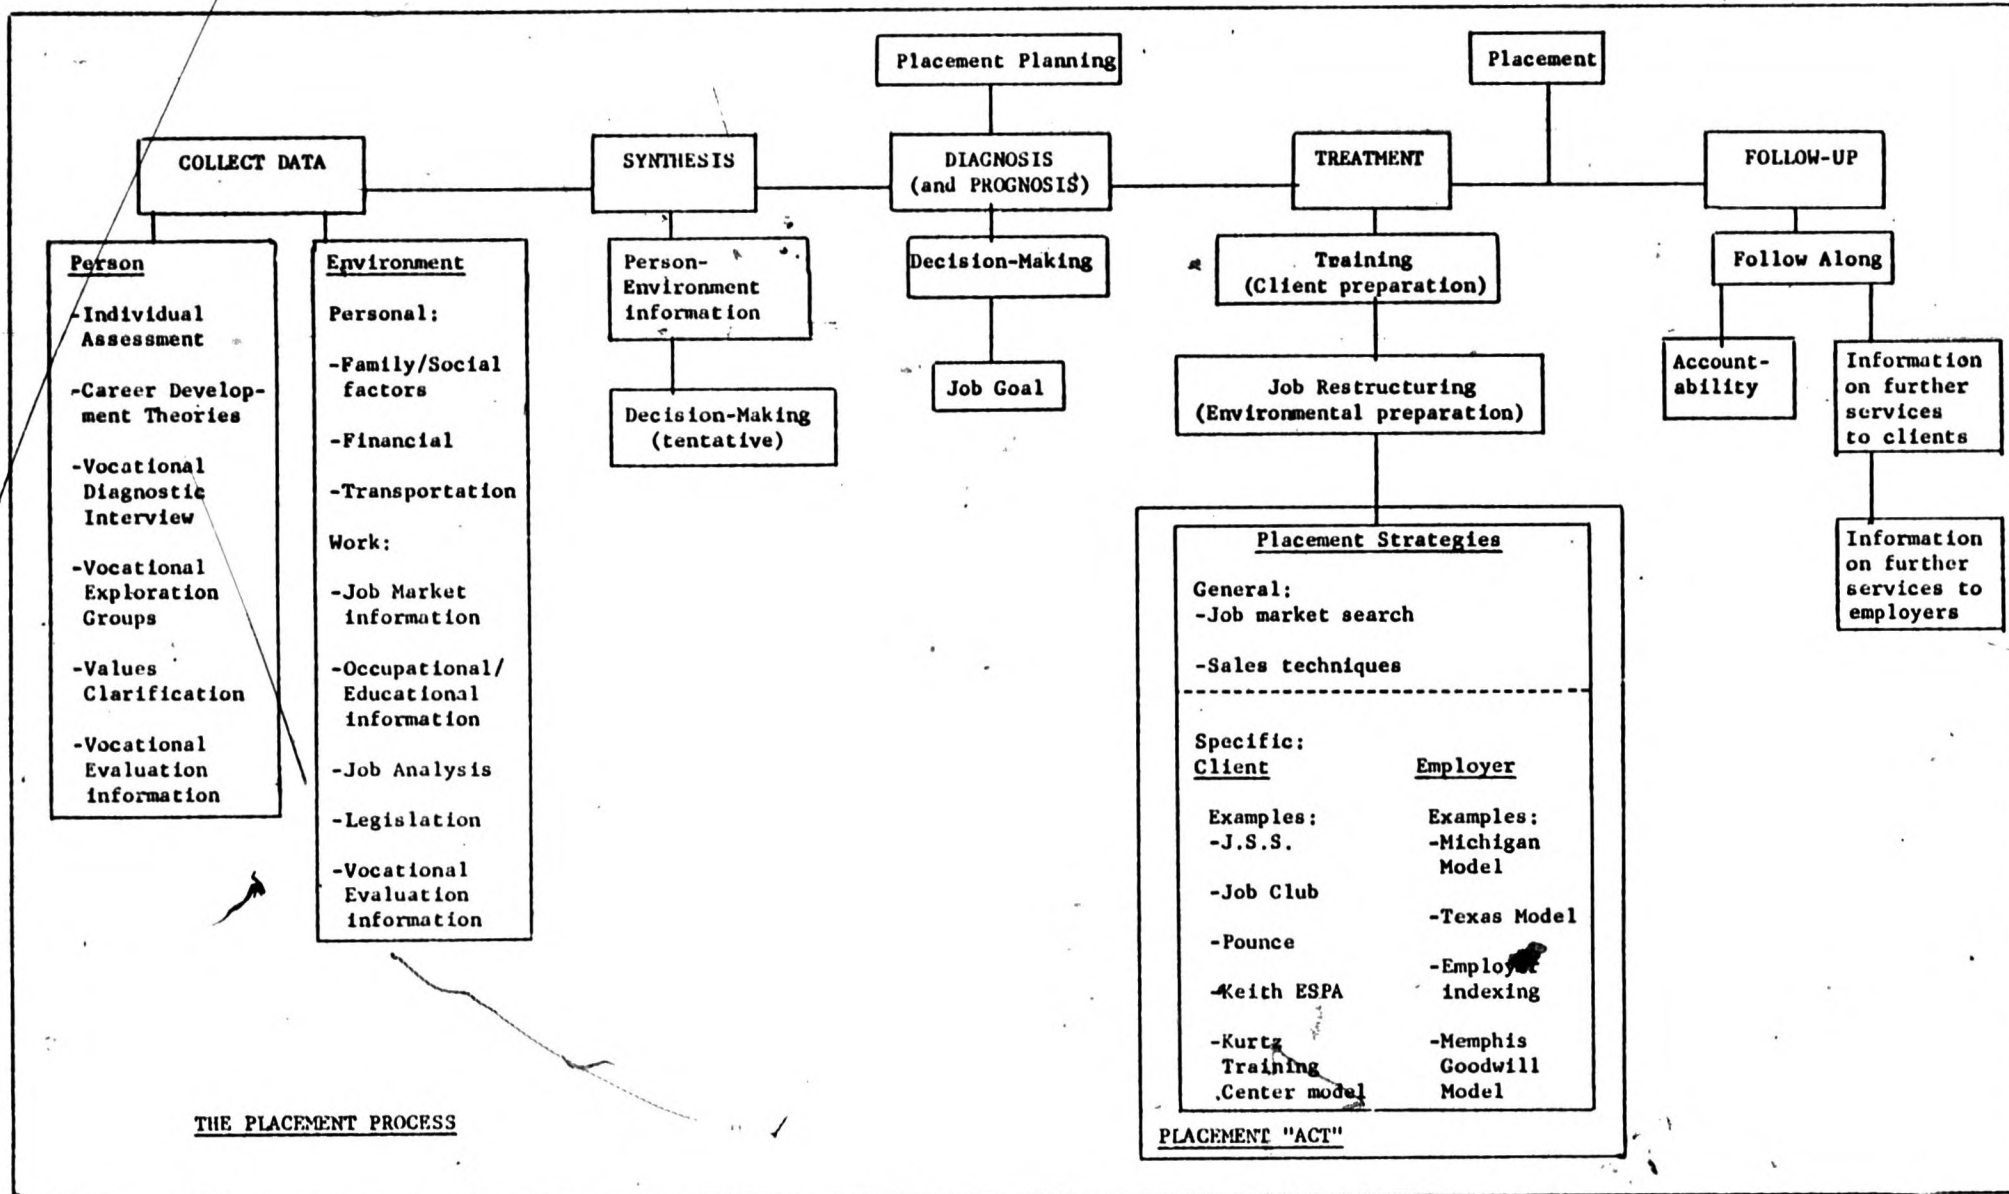 Placement Planning
Placement
COLLECT DATA
SYNTHESIS
DIAGNOSIS
(and PROGNOSIS)
TREATMENT
FOLLOW-UP
Person
-Individual
Assessment
-Career Develop-
ment Theories
-Vocational
Diagnostic
Interview
-Vocational
Exploration
Groups
-Values
Clarification
-Vocational
Evaluation
information
Environment
Personal:
-Family/Social
factors
-Financial
-Transportation
Work:
-Job Market
information
-Occupational/
Educational
information
-Job Analysis
-Legislation
-Vocational
Evaluation
information
Person-
Environment
information
Decision-Making
(tentative)
Decision-Making
Job Goal
Training
(Client preparation)
Job Restructuring
(Environmental preparation)
Placement Strategies
General:
-Job market search
-Sales techniques
Specific:
Client
Examples:
-J.S.S.
-Job Club
-Pounce
-Keith ESPA
-Kurtz
Training
Center model
Employer
Examples:
-Michigan
Model
-Texas Model
-Employer
indexing
-Memphis
Goodwill
Model
PLACEMENT "ACT"
Follow Along
Account-
ability
Information
on further
services
to clients
Information
on further
services to
employers
THE PLACEMENT PROCESS